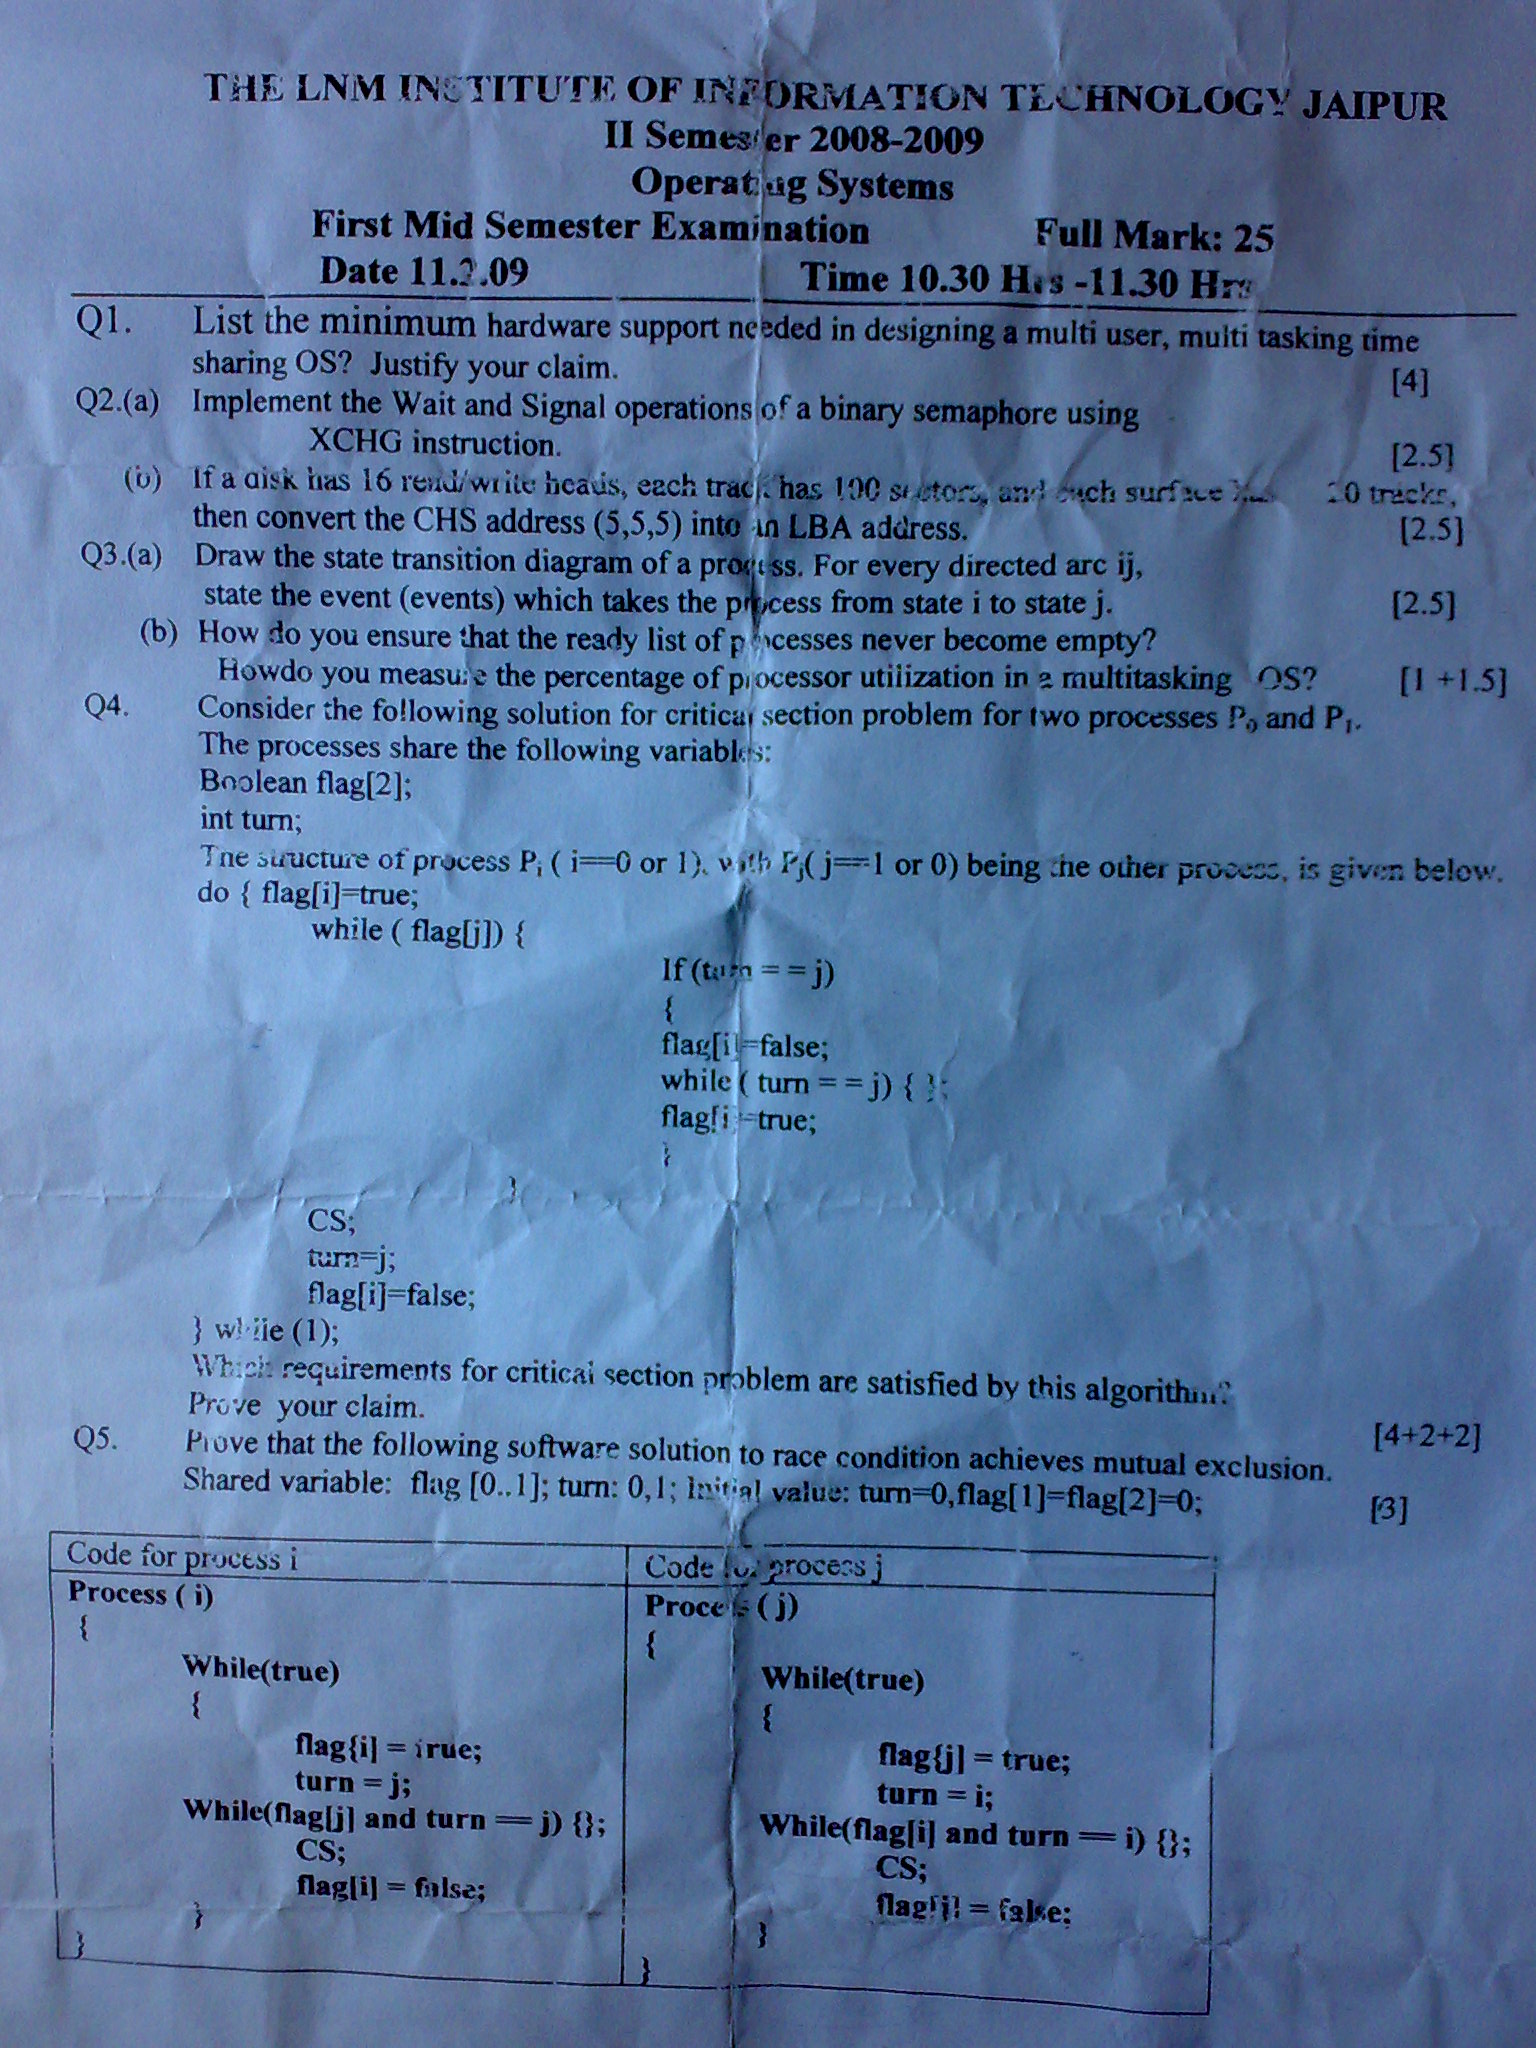 THE LNM INSTITUTE OF INFORMATION TECHNOLOGY JAIPUR
II Semester 2008-2009
Operating Systems
First Mid Semester Examination Full Mark: 25
Date 11.2.09 Time 10.30 Hrs -11.30 Hrs
Q1. List the minimum hardware support needed in designing a multi user, multi tasking time
sharing OS? Justify your claim. [4]
Q2.(a) Implement the Wait and Signal operations of a binary semaphore using
XCHG instruction. [2.5]
(b) If a disk has 16 read/write heads, each track has 100 sectors, and each surface tracks,
then convert the CHS address (5,5,5) into an LBA address. [2.5]
Q3.(a) Draw the state transition diagram of a process. For every directed arc ij,
state the event (events) which takes the process from state i to state j. [2.5]
(b) How do you ensure that the ready list of processes never become empty?
Howdo you measure the percentage of processor utilization in a multitasking OS? [1 +1.5]
Q4. Consider the following solution for critical section problem for two processes P₀ and P₁.
The processes share the following variables:
Boolean flag[2];
int turn;
The structure of process Pᵢ ( i==0 or 1), with Pⱼ( j==1 or 0) being the other process, is given below.
do { flag[i]=true;
while ( flag[j]) {
If (turn = = j)
{
flag[i]=false;
while ( turn = = j) { };
flag[i]=true;
}
}
CS;
turn=j;
flag[i]=false;
} while (1);
Which requirements for critical section problem are satisfied by this algorithm?
Prove your claim. [4+2+2]
Q5. Prove that the following software solution to race condition achieves mutual exclusion.
Shared variable: flag [0..1]; turn: 0,1; Initial value: turn=0,flag[1]=flag[2]=0; [3]
Code for process i
Process ( i)
{
While(true)
{
flag{i] = true;
turn = j;
While(flag[j] and turn == j) {};
CS;
flag[i] = false;
}
}
Code for process j
Process ( j)
{
While(true)
{
flag{j] = true;
turn = i;
While(flag[i] and turn == i) {};
CS;
flag[j] = false;
}
}